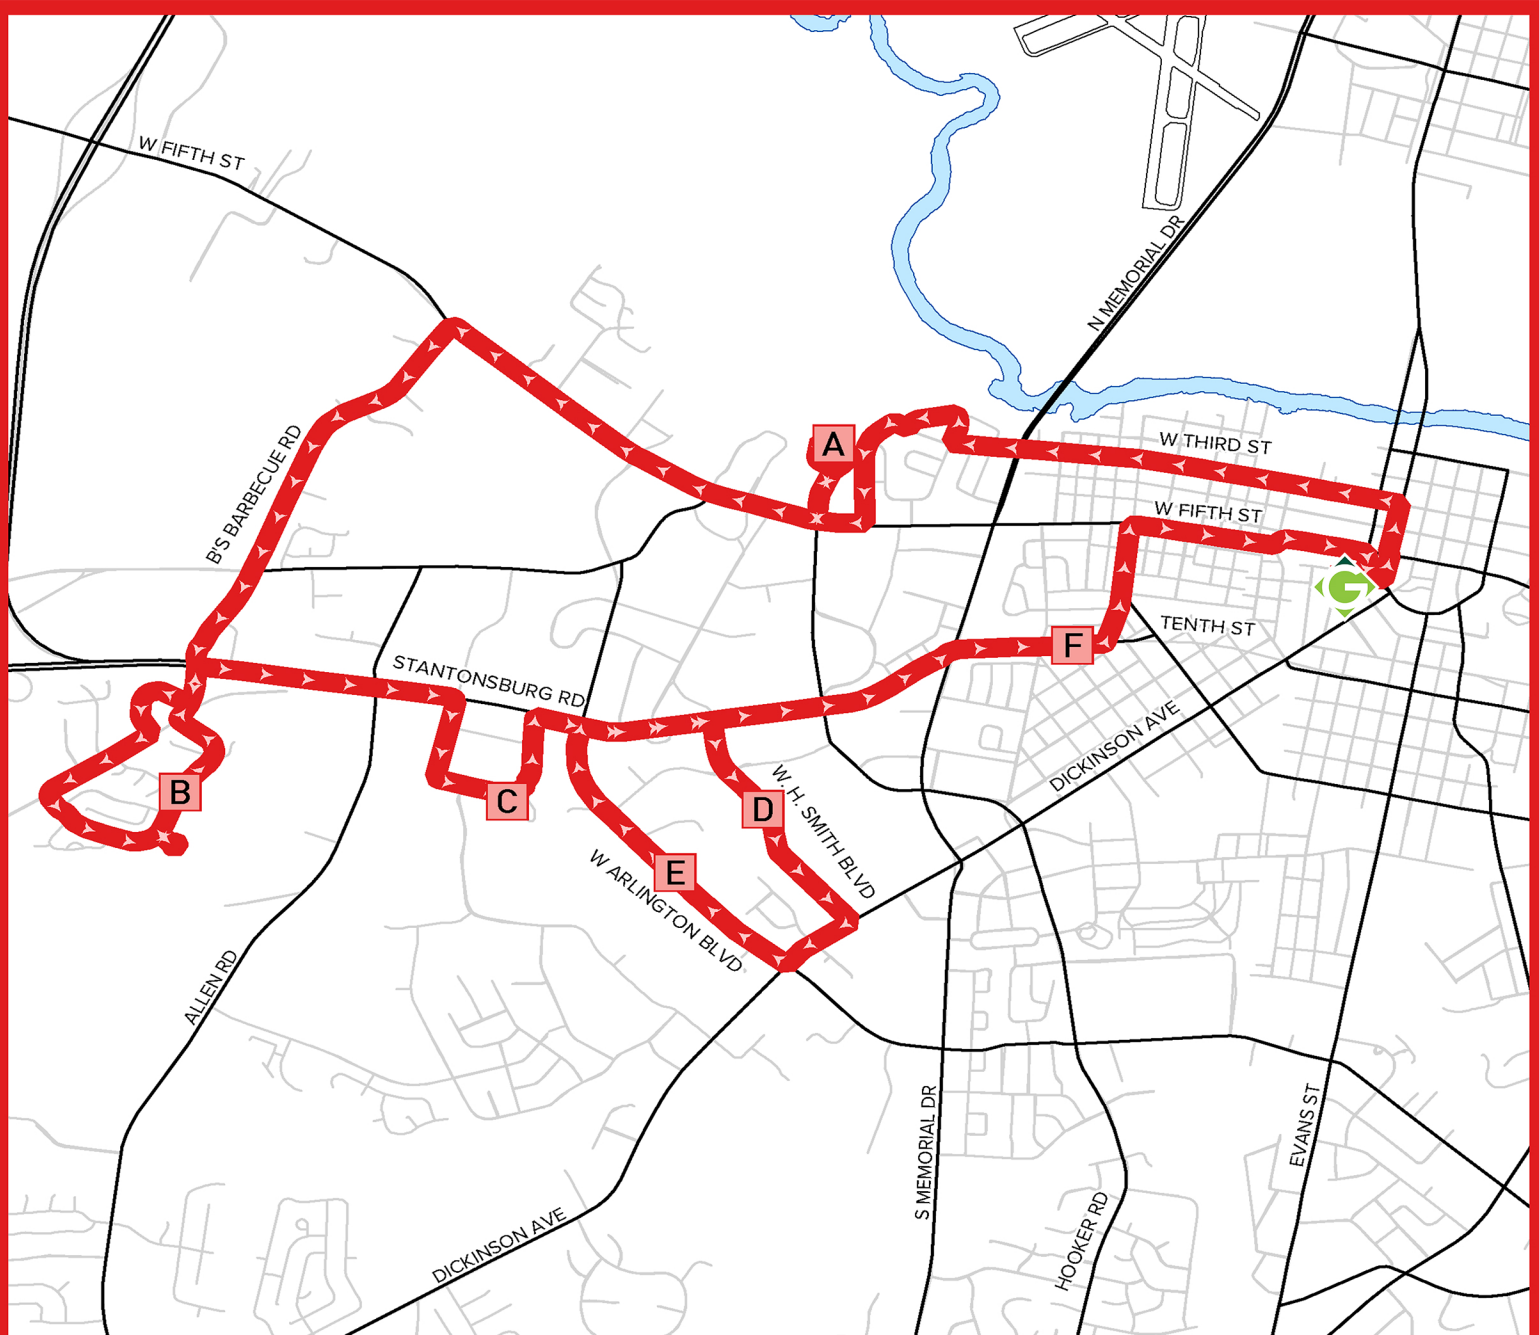 W FIFTH ST
N MEMORIAL DR
B'S BARBECUE RD
A
W THIRD ST
W FIFTH ST
G
TENTH ST
F
STANTONSBURG RD
DICKINSON AVE
B
C
D
W. H. SMITH BLVD
E
W ARLINGTON BLVD
ALLEN RD
S MEMORIAL DR
EVANS ST
HOOKER RD
DICKINSON AVE